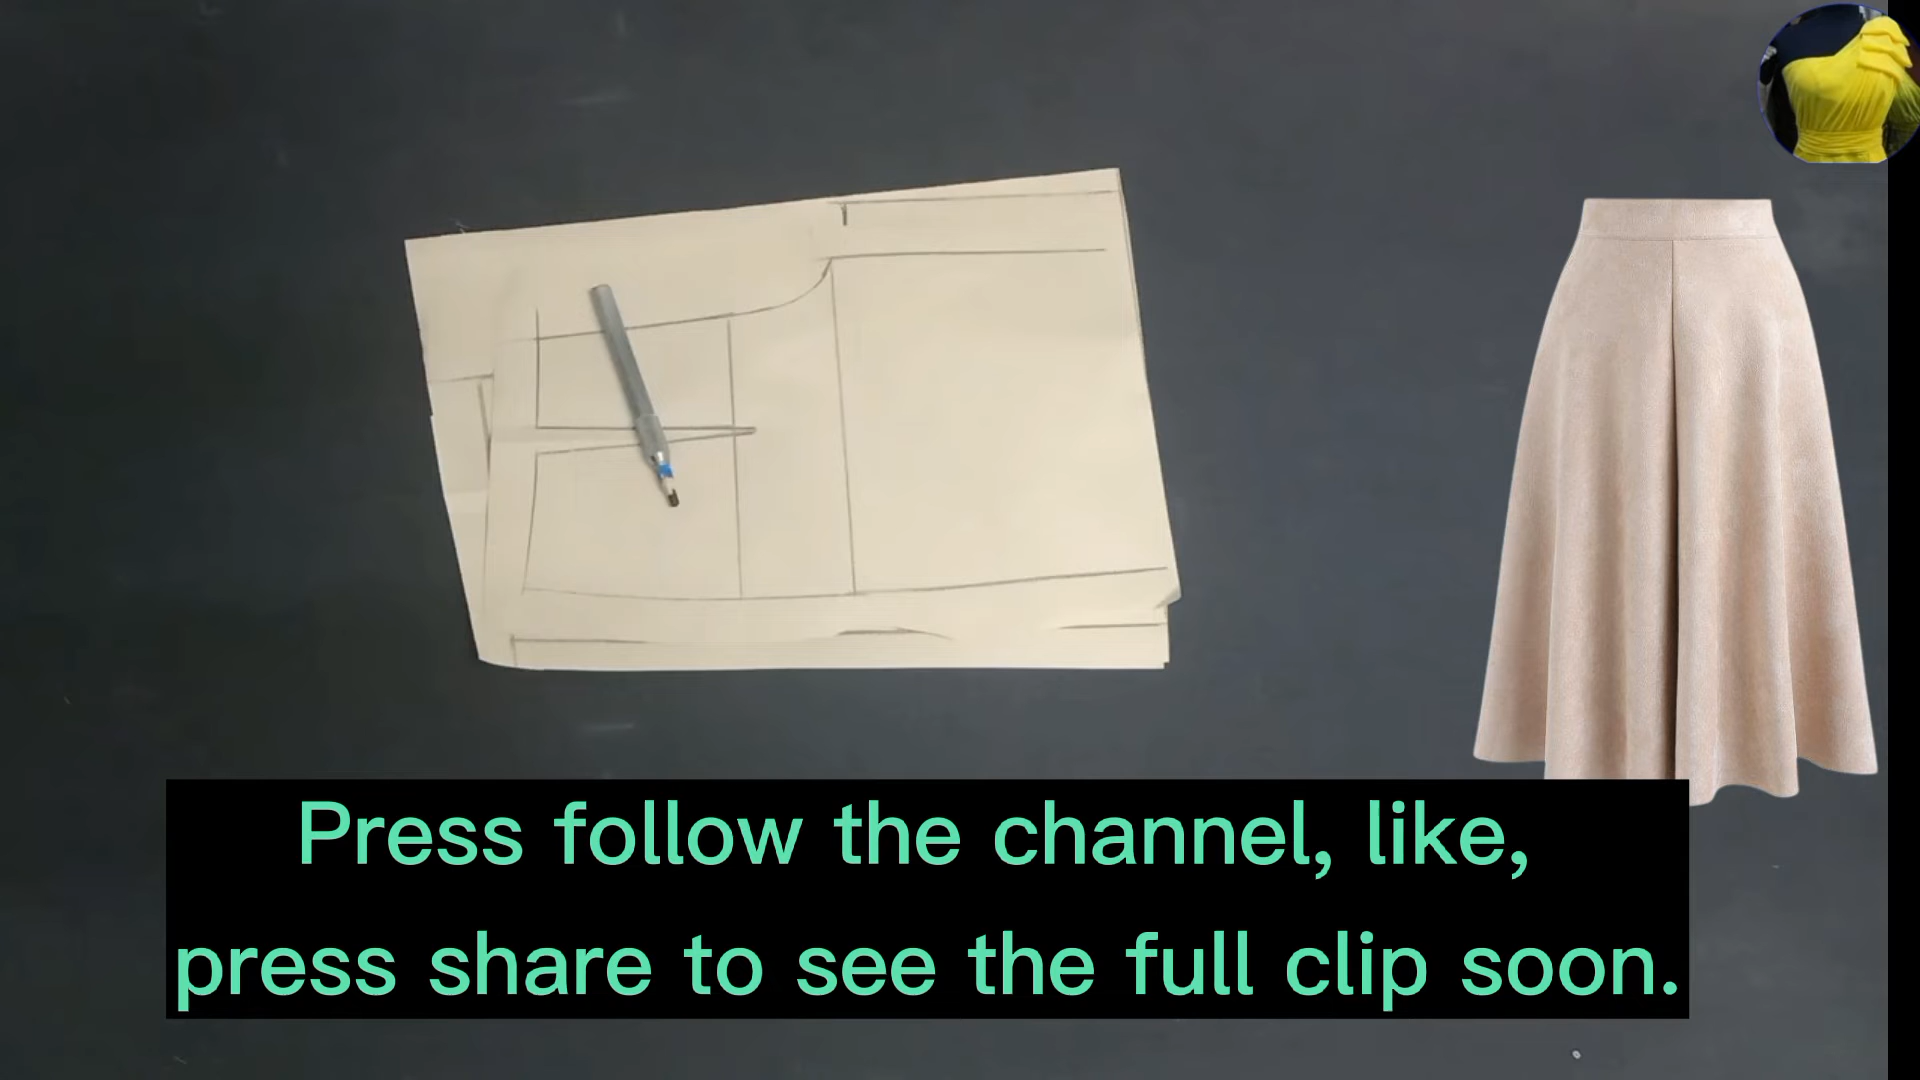 Press follow the channel, like,
press share to see the full clip soon.